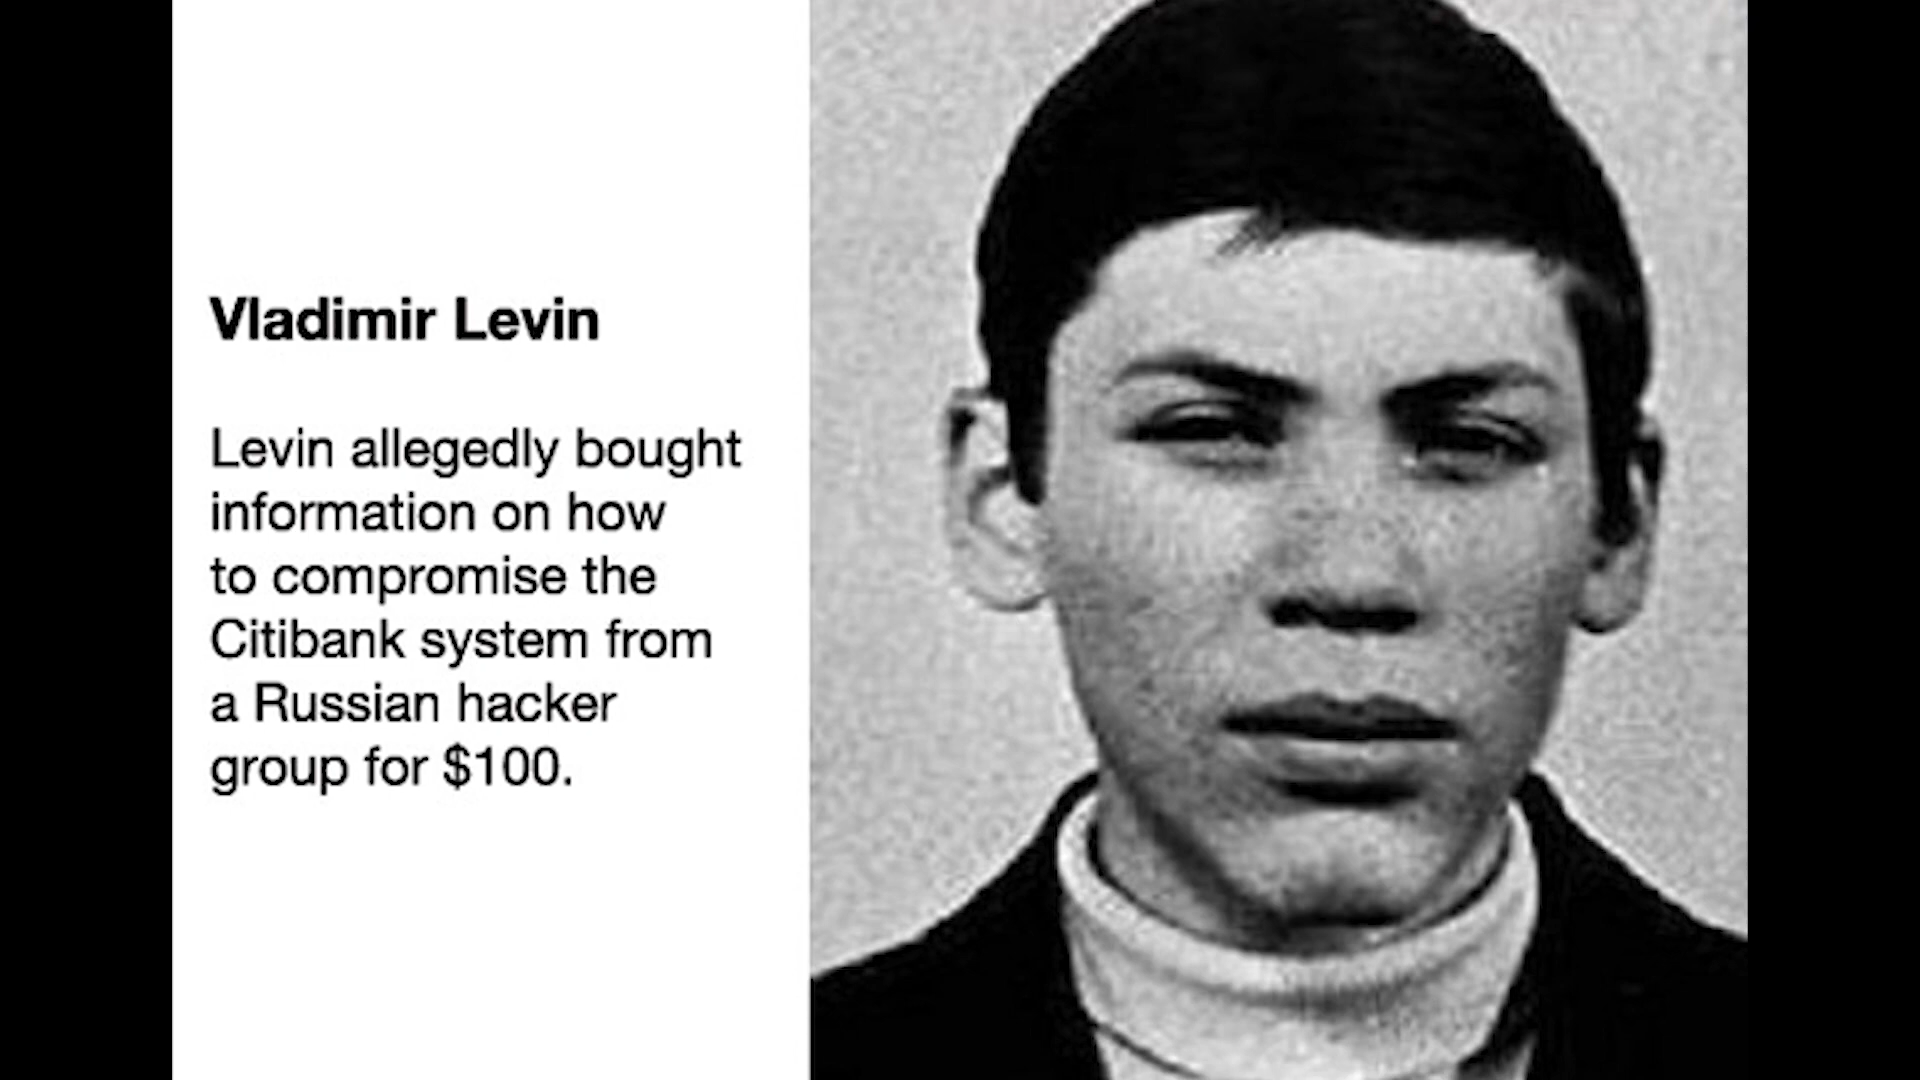 Vladimir Levin
Levin allegedly bought
information on how
to compromise the
Citibank system from
a Russian hacker
group for $100.